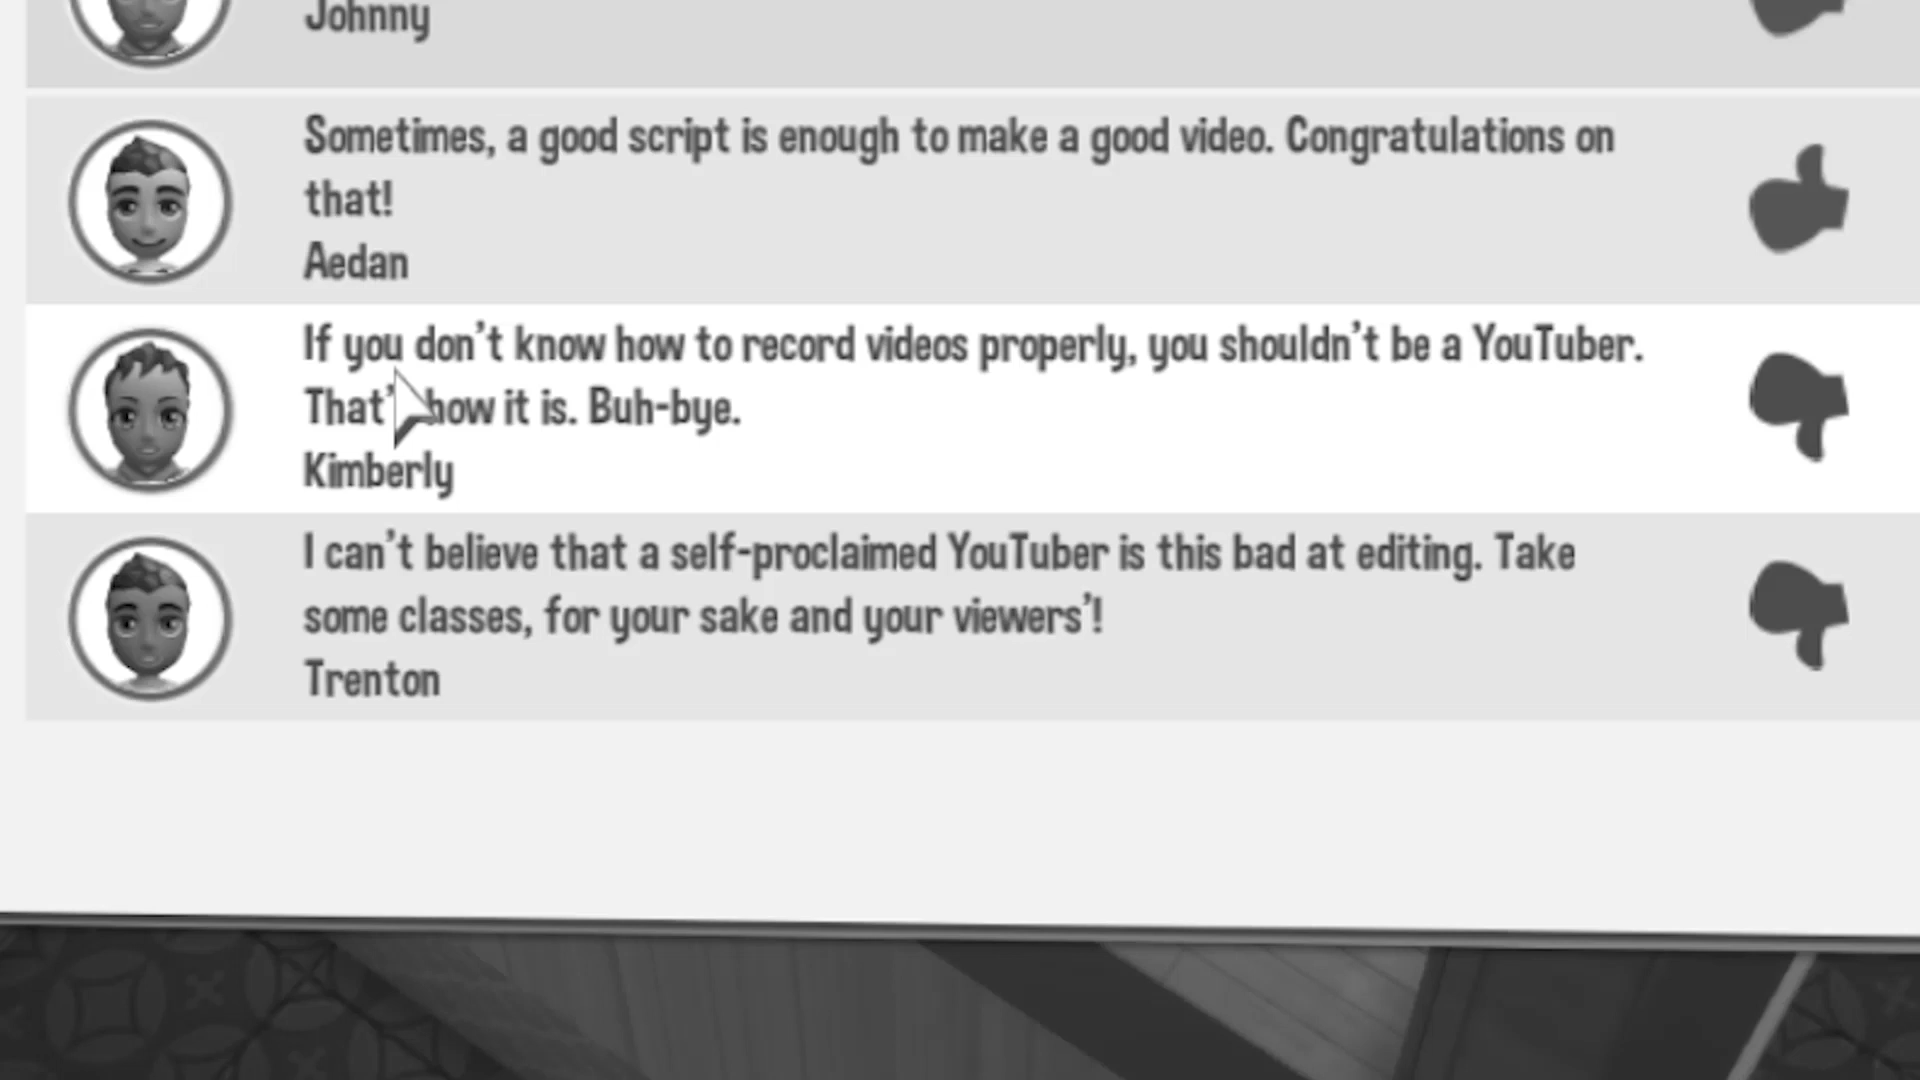 Johnny
Sometimes, a good script is enough to make a good video. Congratulations on
that!
Aedan
If you don't know how to record videos properly, you shouldn't be a YouTuber.
That's how it is. Buh-bye.
Kimberly
I can't believe that a self-proclaimed YouTuber is this bad at editing. Take
some classes, for your sake and your viewers'!
Trenton